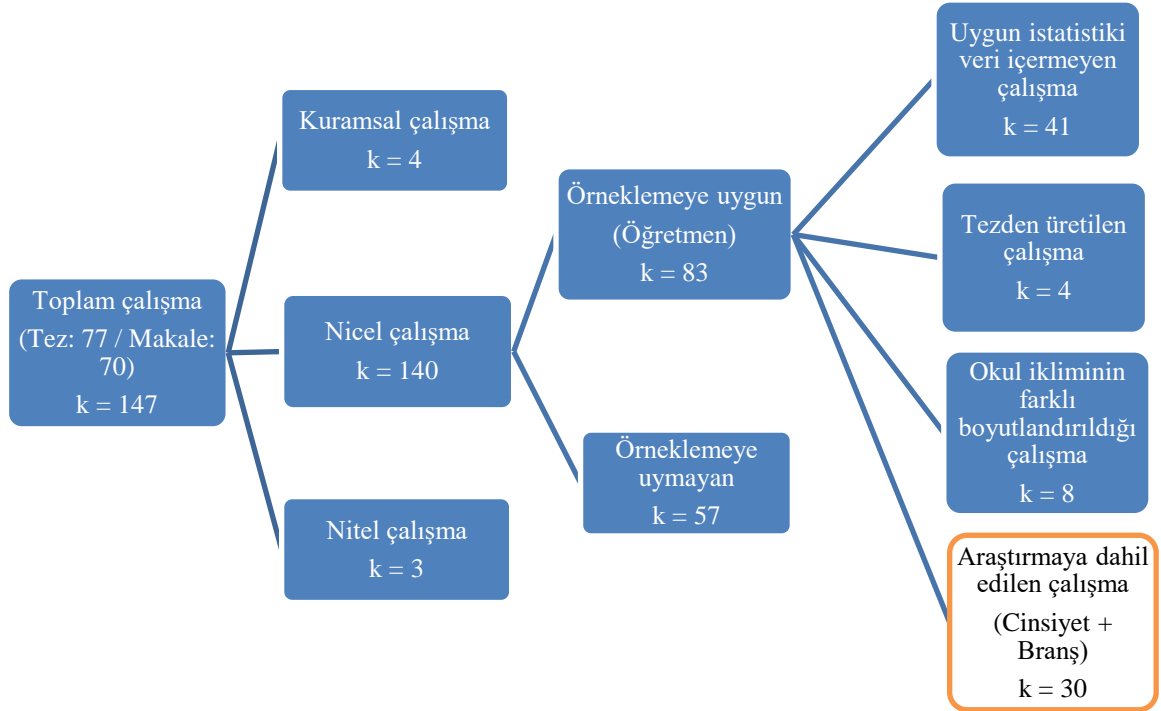 Toplam çalışma
(Tez: 77 / Makale:
70)
k = 147
Kuramsal çalışma
k = 4
Nicel çalışma
k = 140
Nitel çalışma
k = 3
Örneklemeye uygun
(Öğretmen)
k = 83
Örneklemeye
uymayan
k = 57
Uygun istatistiki
veri içermeyen
çalışma
k = 41
Tezden üretilen
çalışma
k = 4
Okul ikliminin
farklı
boyutlandırıldığı
çalışma
k = 8
Araştırmaya dahil
edilen çalışma
(Cinsiyet +
Branş)
k = 30